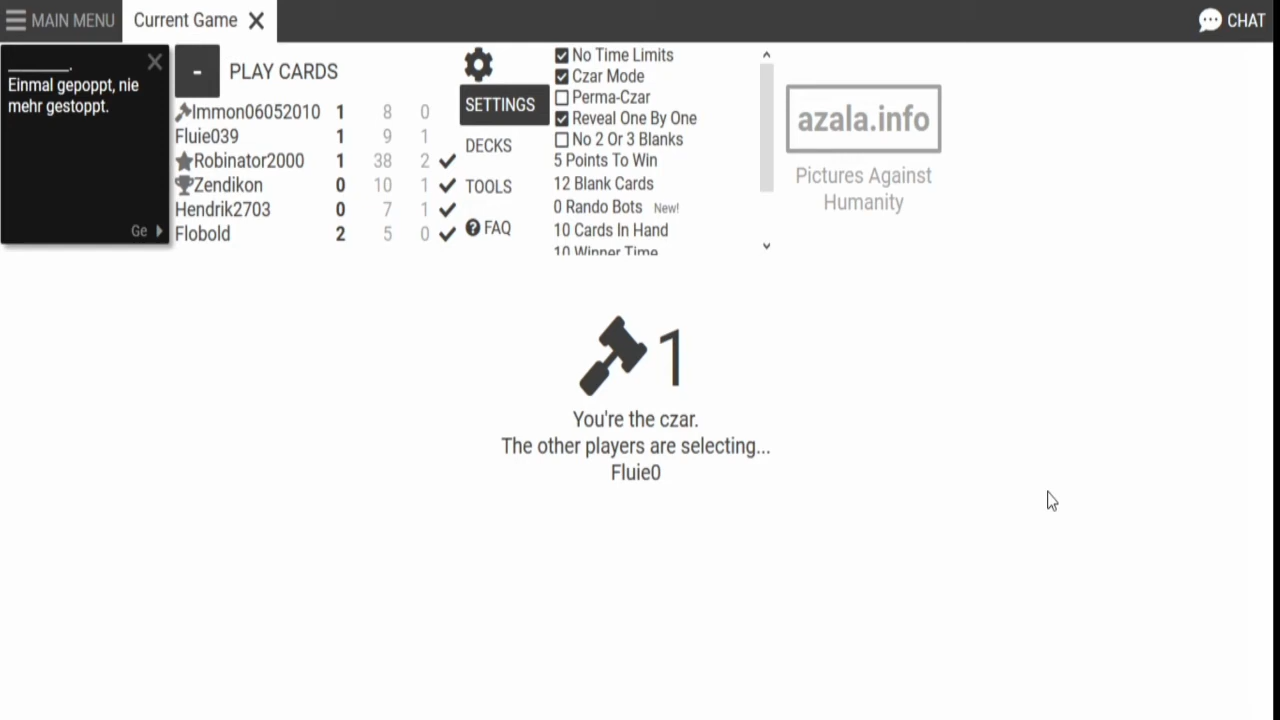 MAIN MENU
Current Game
CHAT
________.
Einmal gepoppt, nie
mehr gestoppt.
Ge
-
PLAY CARDS
Immon06052010 1 8 0
Fluie039 1 9 1
Robinator2000 1 38 2
Zendikon 0 10 1
Hendrik2703 0 7 1
Flobold 2 5 0
SETTINGS
DECKS
TOOLS
? FAQ
No Time Limits
Czar Mode
Perma-Czar
Reveal One By One
No 2 Or 3 Blanks
5 Points To Win
12 Blank Cards
0 Rando Bots New!
10 Cards In Hand
10 Winner Time
azala.info
Pictures Against
Humanity
1
You're the czar.
The other players are selecting...
Fluie0